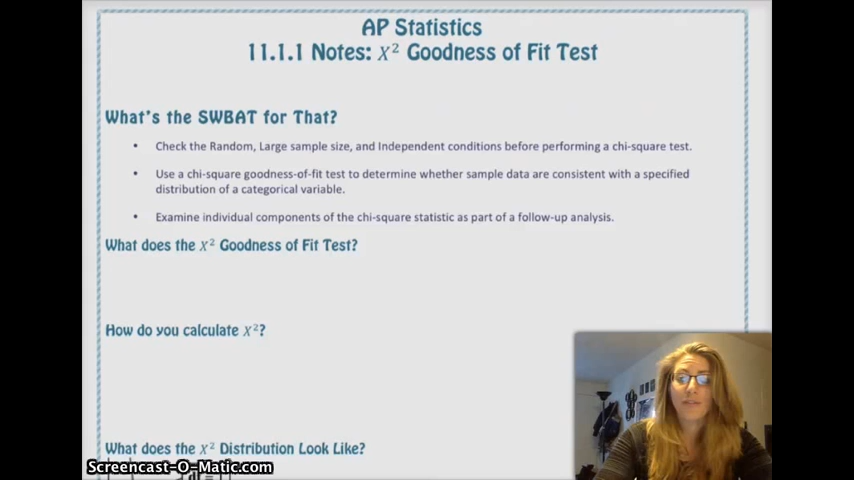 AP Statistics
11.1.1 Notes: X² Goodness of Fit Test
What's the SWBAT for That?
• Check the Random, Large sample size, and Independent conditions before performing a chi-square test.
• Use a chi-square goodness-of-fit test to determine whether sample data are consistent with a specified
distribution of a categorical variable.
• Examine individual components of the chi-square statistic as part of a follow-up analysis.
What does the X² Goodness of Fit Test?
How do you calculate X²?
What does the X² Distribution Look Like?
Screencast-O-Matic.com